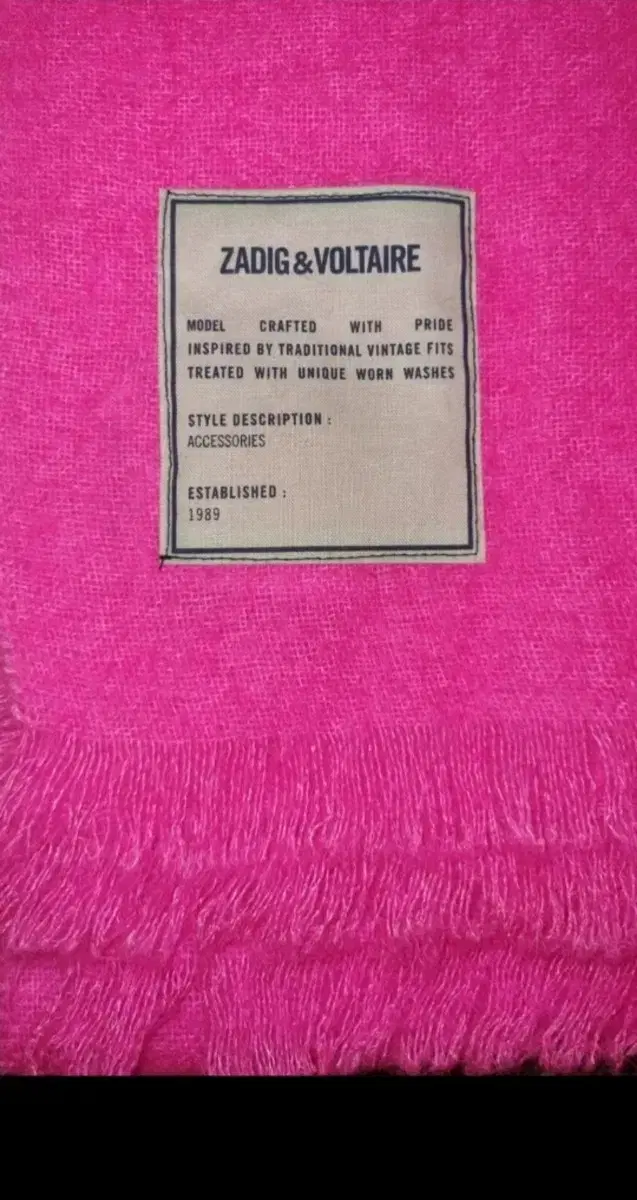 ZADIG&VOLTAIRE
MODEL CRAFTED WITH PRIDE
INSPIRED BY TRADITIONAL VINTAGE FITS
TREATED WITH UNIQUE WORN WASHES
STYLE DESCRIPTION :
ACCESSORIES
ESTABLISHED :
1989